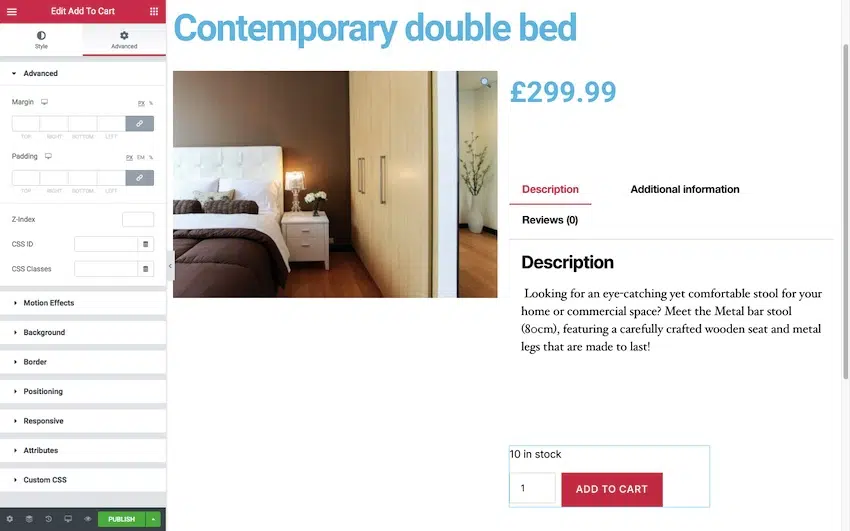 Edit Add To Cart
Style
Advanced
Advanced
Margin
PX %
TOP RIGHT BOTTOM LEFT
Padding
PX EM %
TOP RIGHT BOTTOM LEFT
Z-Index
CSS ID
CSS Classes
Motion Effects
Background
Border
Positioning
Responsive
Attributes
Custom CSS
PUBLISH
Contemporary double bed
£299.99
Description Additional information
Reviews (0)
Description
Looking for an eye-catching yet comfortable stool for your
home or commercial space? Meet the Metal bar stool
(80cm), featuring a carefully crafted wooden seat and metal
legs that are made to last!
10 in stock
1 ADD TO CART